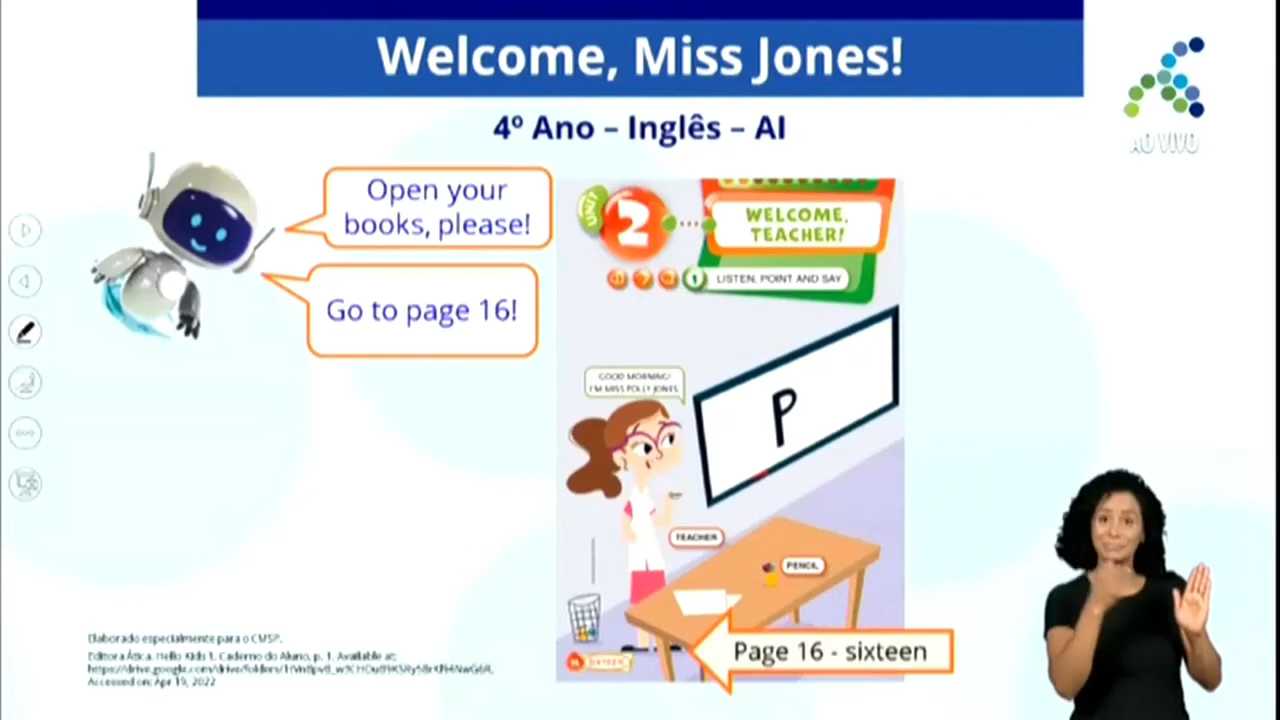 Welcome, Miss Jones!
4º Ano – Inglês – AI
AO VIVO
Open your
books, please!
Go to page 16!
UNIT
2
WELCOME,
TEACHER!
1 LISTEN, POINT AND SAY
GOOD MORNING!
I'M MISS POLLY JONES.
P
TEACHER
PENCIL
16 SIXTEEN
Page 16 - sixteen
Elaborado especialmente para o CMSP.
Editora Ática. Hello Kids 1. Caderno do Aluno, p. 1. Available at:
Accessed on: Apr 19, 2022